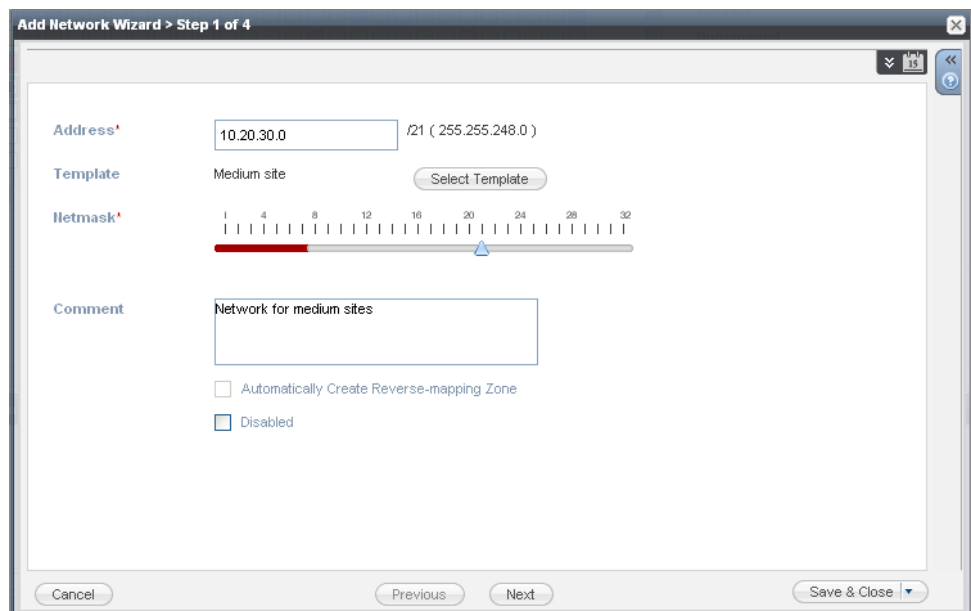 Add Network Wizard > Step 1 of 4
15
Address*
10.20.30.0
/21 ( 255.255.248.0 )
Template
Medium site
Select Template
Netmask*
1 4 8 12 16 20 24 28 32
Comment
Network for medium sites
Automatically Create Reverse-mapping Zone
Disabled
Cancel
Previous
Next
Save & Close